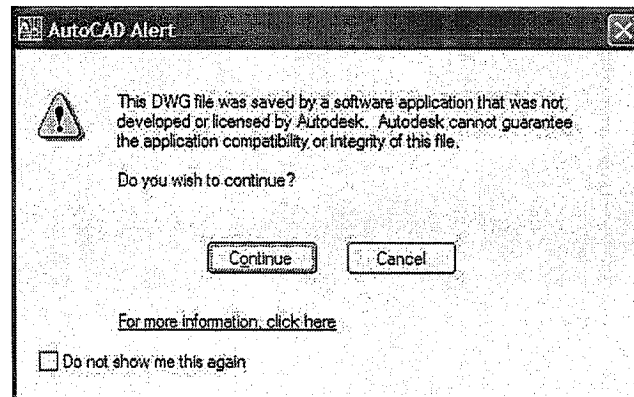 AutoCAD Alert
This DWG file was saved by a software application that was not
developed or licensed by Autodesk. Autodesk cannot guarantee
the application compatibility or integrity of this file.
Do you wish to continue?
Continue Cancel
For more information, click here
Do not show me this again